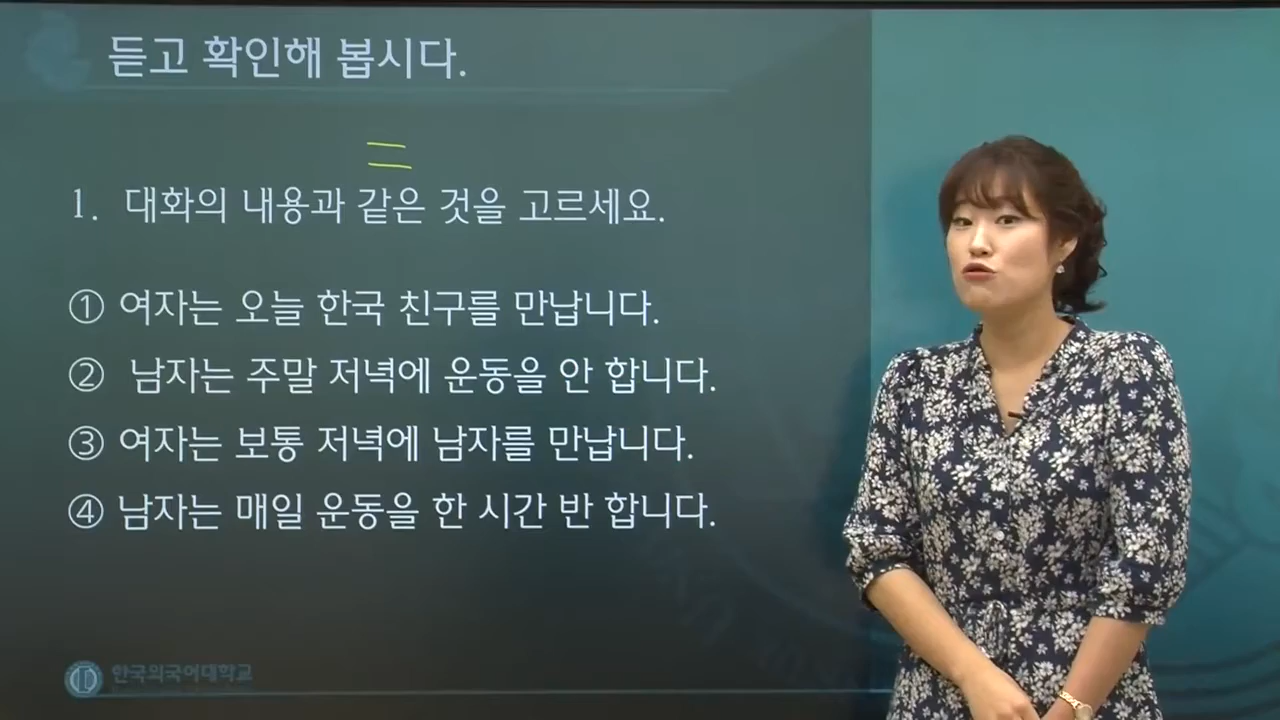 듣고 확인해 봅시다.
=
1. 대화의 내용과 같은 것을 고르세요.
① 여자는 오늘 한국 친구를 만납니다.
② 남자는 주말 저녁에 운동을 안 합니다.
③ 여자는 보통 저녁에 남자를 만납니다.
④ 남자는 매일 운동을 한 시간 반 합니다.
한국외국어대학교